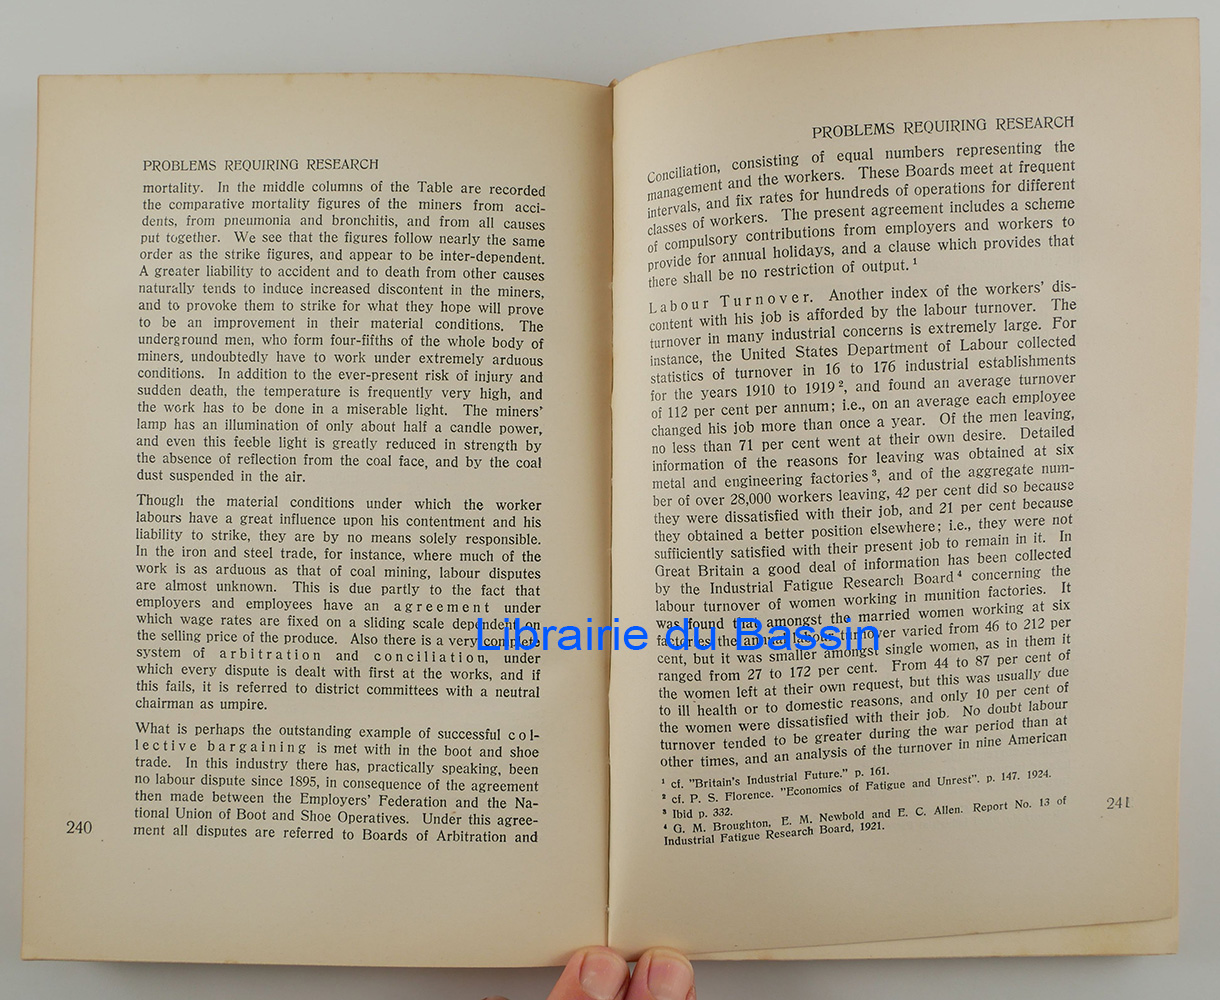 PROBLEMS REQUIRING RESEARCH
mortality. In the middle columns of the Table are recorded
the comparative mortality figures of the miners from acci-
dents, from pneumonia and bronchitis, and from all causes
put together. We see that the figures follow nearly the same
order as the strike figures, and appear to be inter-dependent.
A greater liability to accident and to death from other causes
naturally tends to induce increased discontent in the miners,
and to provoke them to strike for what they hope will prove
to be an improvement in their material conditions. The
underground men, who form four-fifths of the whole body of
miners, undoubtedly have to work under extremely arduous
conditions. In addition to the ever-present risk of injury and
sudden death, the temperature is frequently very high, and
the work has to be done in a miserable light. The miners'
lamp has an illumination of only about half a candle power,
and even this feeble light is greatly reduced in strength by
the absence of reflection from the coal face, and by the coal
dust suspended in the air.
Though the material conditions under which the worker
labours have a great influence upon his contentment and his
liability to strike, they are by no means solely responsible.
In the iron and steel trade, for instance, where much of the
work is as arduous as that of coal mining, labour disputes
are almost unknown. This is due partly to the fact that
employers and employees have an agreement under
which wage rates are fixed on a sliding scale dependent on
the selling price of the produce. Also there is a very complete
system of arbitration and conciliation, under
which every dispute is dealt with first at the works, and if
this fails, it is referred to district committees with a neutral
chairman as umpire.
What is perhaps the outstanding example of successful col-
lective bargaining is met with in the boot and shoe
trade. In this industry there has, practically speaking, been
no labour dispute since 1895, in consequence of the agreement
then made between the Employers' Federation and the Na-
tional Union of Boot and Shoe Operatives. Under this agree-
ment all disputes are referred to Boards of Arbitration and
240
PROBLEMS REQUIRING RESEARCH
Conciliation, consisting of equal numbers representing the
management and the workers. These Boards meet at frequent
intervals, and fix rates for hundreds of operations for different
classes of workers. The present agreement includes a scheme
of compulsory contributions from employers and workers to
provide for annual holidays, and a clause which provides that
there shall be no restriction of output.¹
Labour Turnover. Another index of the workers' dis-
content with his job is afforded by the labour turnover. The
turnover in many industrial concerns is extremely large. For
instance, the United States Department of Labour collected
statistics of turnover in 16 to 176 industrial establishments
for the years 1910 to 1919², and found an average turnover
of 112 per cent per annum; i.e., on an average each employee
changed his job more than once a year. Of the men leaving,
no less than 71 per cent went at their own desire. Detailed
information of the reasons for leaving was obtained at six
metal and engineering factories³, and of the aggregate num-
ber of over 28,000 workers leaving, 42 per cent did so because
they were dissatisfied with their job, and 21 per cent because
they obtained a better position elsewhere; i.e., they were not
sufficiently satisfied with their present job to remain in it. In
Great Britain a good deal of information has been collected
by the Industrial Fatigue Research Board⁴ concerning the
labour turnover of women working in munition factories. It
was found that amongst the married women working at six
factories the annual labour turnover varied from 46 to 212 per
cent, but it was smaller amongst single women, as in them it
ranged from 27 to 172 per cent. From 44 to 87 per cent of
the women left at their own request, but this was usually due
to ill health or to domestic reasons, and only 10 per cent of
the women were dissatisfied with their job. No doubt labour
turnover tended to be greater during the war period than at
other times, and an analysis of the turnover in nine American
¹ cf. "Britain's Industrial Future." p. 161.
² cf. P. S. Florence. "Economics of Fatigue and Unrest". p. 147. 1924.
³ Ibid p. 332.
⁴ G. M. Broughton, E. M. Newbold and E. C. Allen. Report No. 13 of
Industrial Fatigue Research Board, 1921.
241
Librairie du Bassin